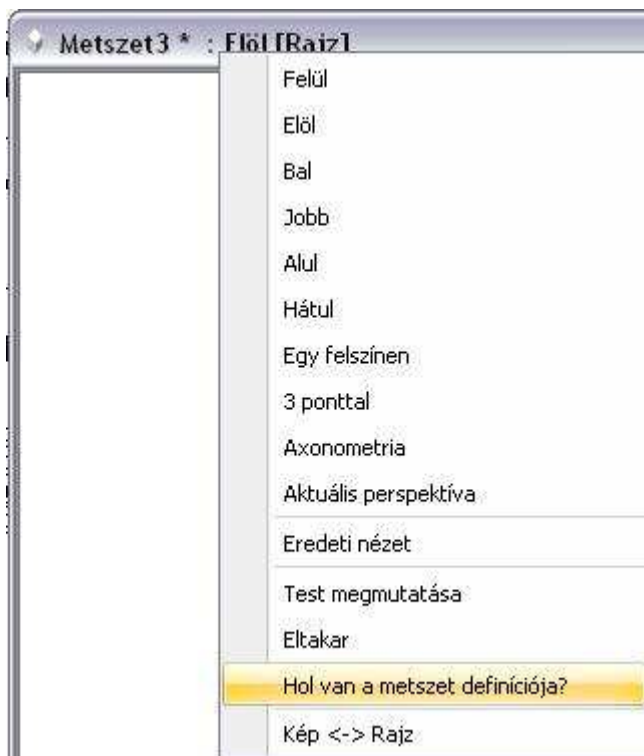 Metszet3 * : Elöl [Rajz]
Felül
Elöl
Bal
Jobb
Alul
Hátul
Egy felszínen
3 ponttal
Axonometria
Aktuális perspektíva
Eredeti nézet
Test megmutatása
Eltakar
Hol van a metszet definíciója?
Kép <-> Rajz